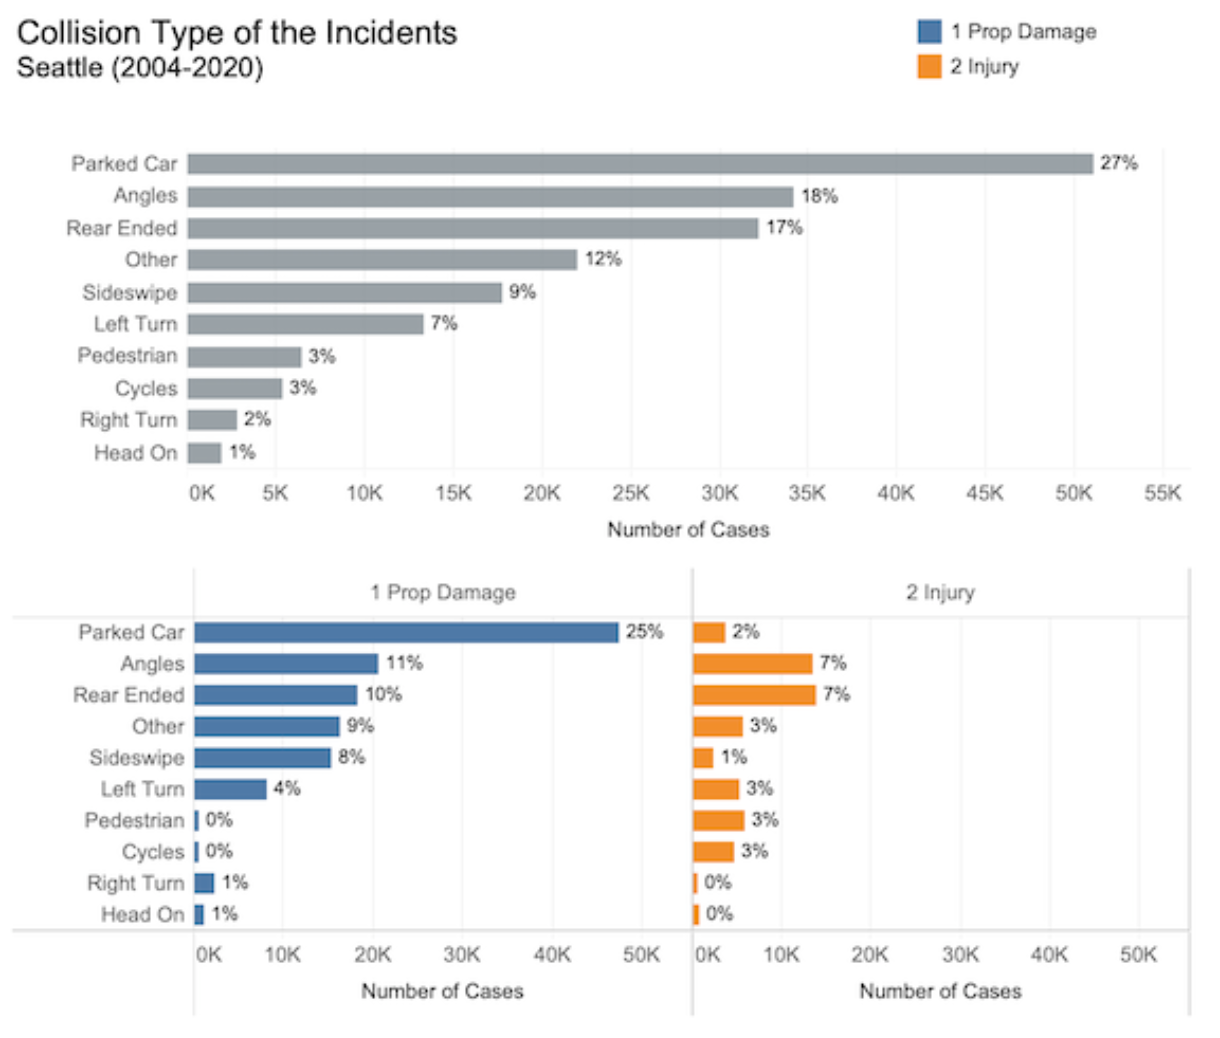 Collision Type of the Incidents
Seattle (2004-2020)
1 Prop Damage
2 Injury
Parked Car 27%
Angles 18%
Rear Ended 17%
Other 12%
Sideswipe 9%
Left Turn 7%
Pedestrian 3%
Cycles 3%
Right Turn 2%
Head On 1%
0K 5K 10K 15K 20K 25K 30K 35K 40K 45K 50K 55K
Number of Cases
1 Prop Damage 2 Injury
Parked Car 25% 2%
Angles 11% 7%
Rear Ended 10% 7%
Other 9% 3%
Sideswipe 8% 1%
Left Turn 4% 3%
Pedestrian 0% 3%
Cycles 0% 3%
Right Turn 1% 0%
Head On 1% 0%
0K 10K 20K 30K 40K 50K 0K 10K 20K 30K 40K 50K
Number of Cases Number of Cases